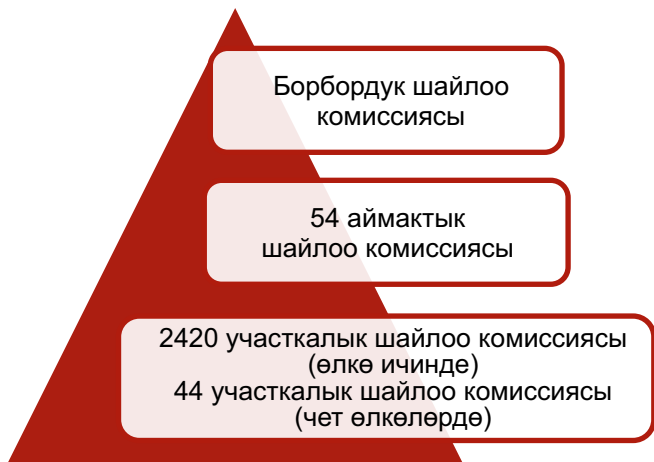 Борбордук шайлоо
комиссиясы
54 аймактык
шайлоо комиссиясы
2420 участкалык шайлоо комиссиясы
(өлкө ичинде)
44 участкалык шайлоо комиссиясы
(чет өлкөлөрдө)